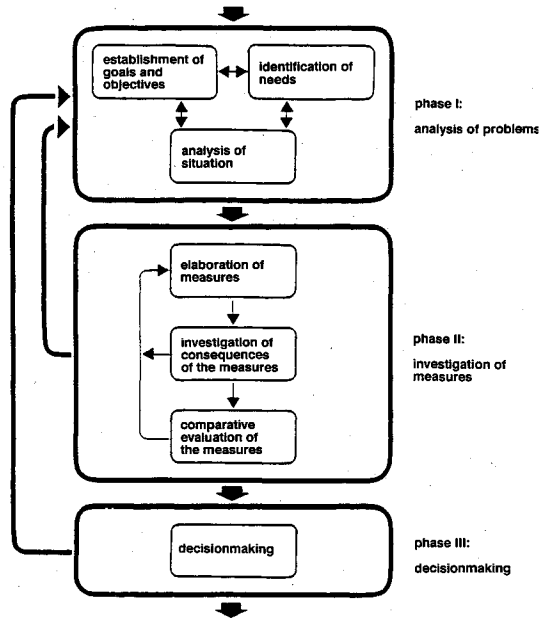 establishment of
goals and
objectives
identification of
needs
analysis of
situation
phase I:
analysis of problems
elaboration of
measures
investigation of
consequences
of the measures
comparative
evaluation of
the measures
phase II:
investigation of
measures
decisionmaking
phase III:
decisionmaking